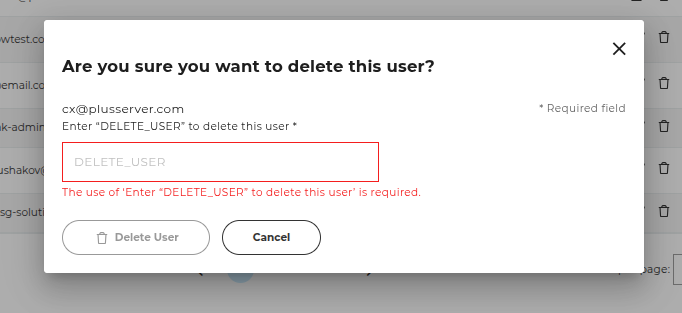 Are you sure you want to delete this user?
cx@plusserver.com
* Required field
Enter “DELETE_USER” to delete this user *
DELETE_USER
The use of ‘Enter “DELETE_USER” to delete this user’ is required.
Delete User
Cancel
owtest.co
email.co
nk-admin
ushakov@
sg-soluti
page: